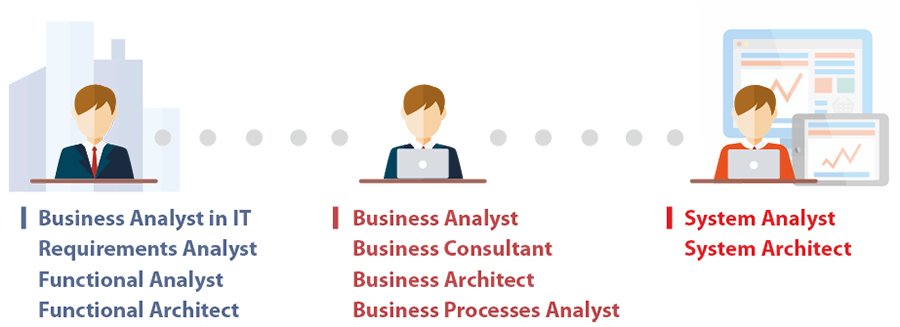 Business Analyst in IT
Requirements Analyst
Functional Analyst
Functional Architect
Business Analyst
Business Consultant
Business Architect
Business Processes Analyst
System Analyst
System Architect